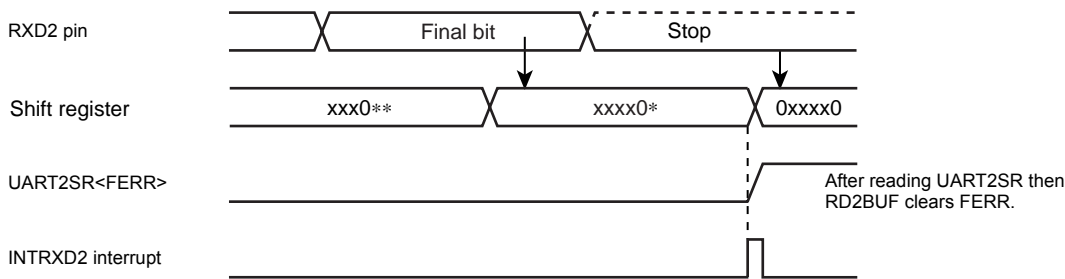 RXD2 pin
Final bit
Stop
Shift register
xxx0**
xxxx0*
0xxxx0
UART2SR<FERR>
After reading UART2SR then
RD2BUF clears FERR.
INTRXD2 interrupt